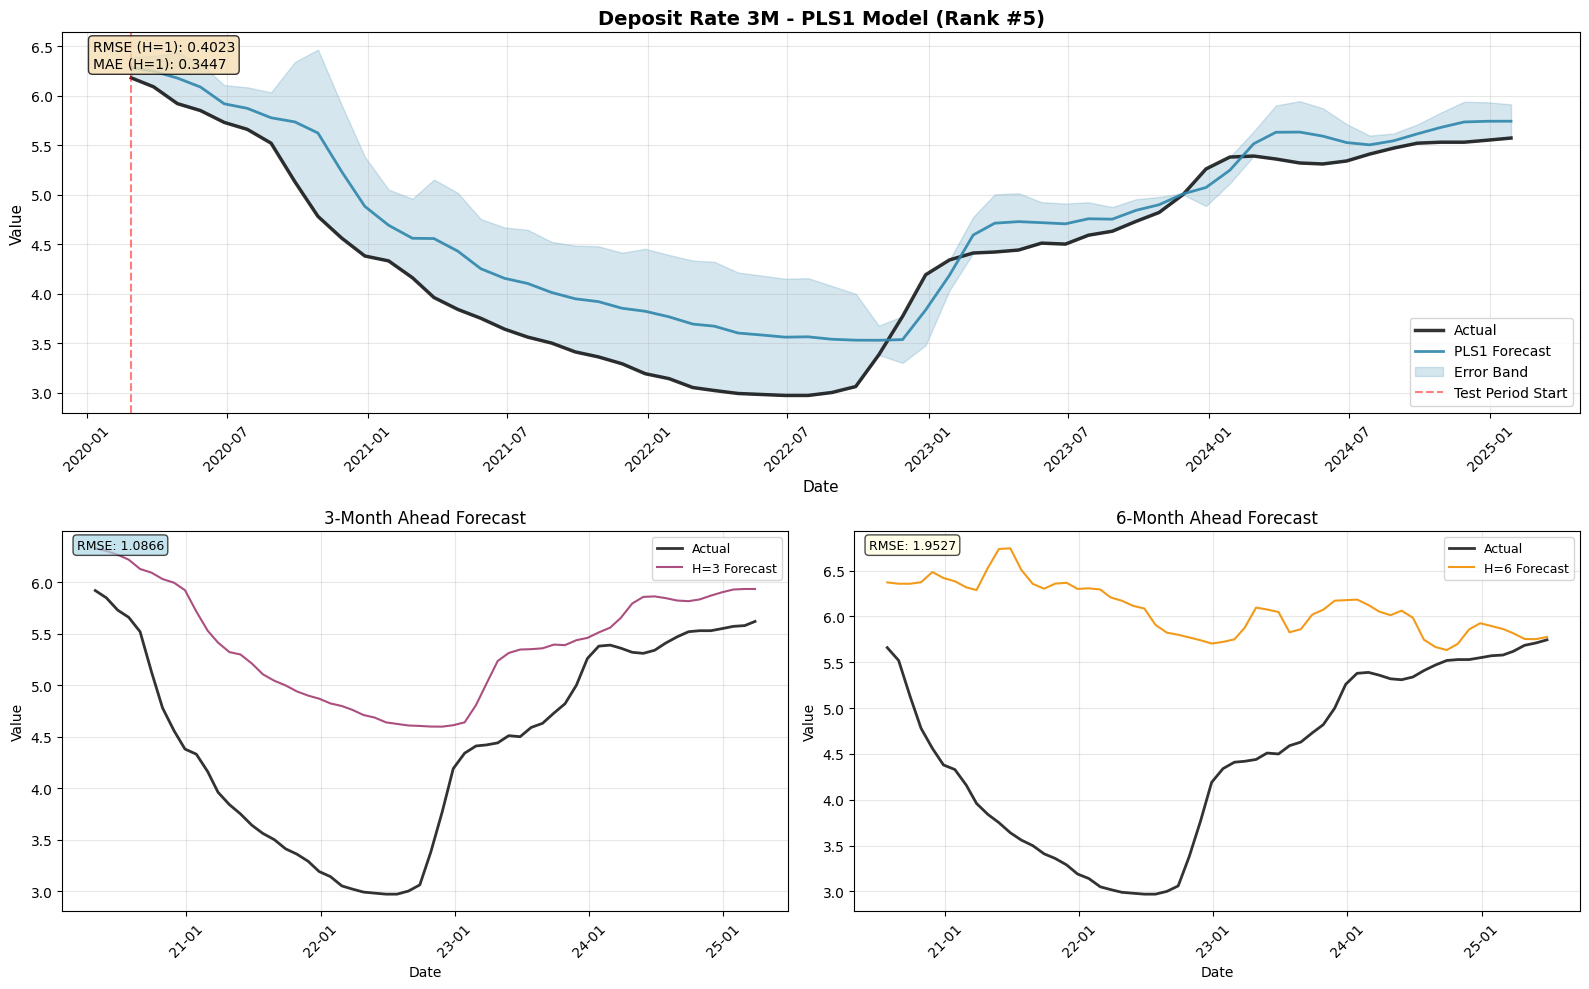 Deposit Rate 3M - PLS1 Model (Rank #5)
RMSE (H=1): 0.4023
MAE (H=1): 0.3447
6.5
6.0
5.5
5.0
4.5
4.0
3.5
3.0
Value
Actual
PLS1 Forecast
Error Band
Test Period Start
2020-01
2020-07
2021-01
2021-07
2022-01
2022-07
2023-01
2023-07
2024-01
2024-07
2025-01
Date
3-Month Ahead Forecast
RMSE: 1.0866
Actual
H=3 Forecast
6.0
5.5
5.0
4.5
4.0
3.5
3.0
Value
21-01
22-01
23-01
24-01
25-01
Date
6-Month Ahead Forecast
RMSE: 1.9527
Actual
H=6 Forecast
6.5
6.0
5.5
5.0
4.5
4.0
3.5
3.0
Value
21-01
22-01
23-01
24-01
25-01
Date